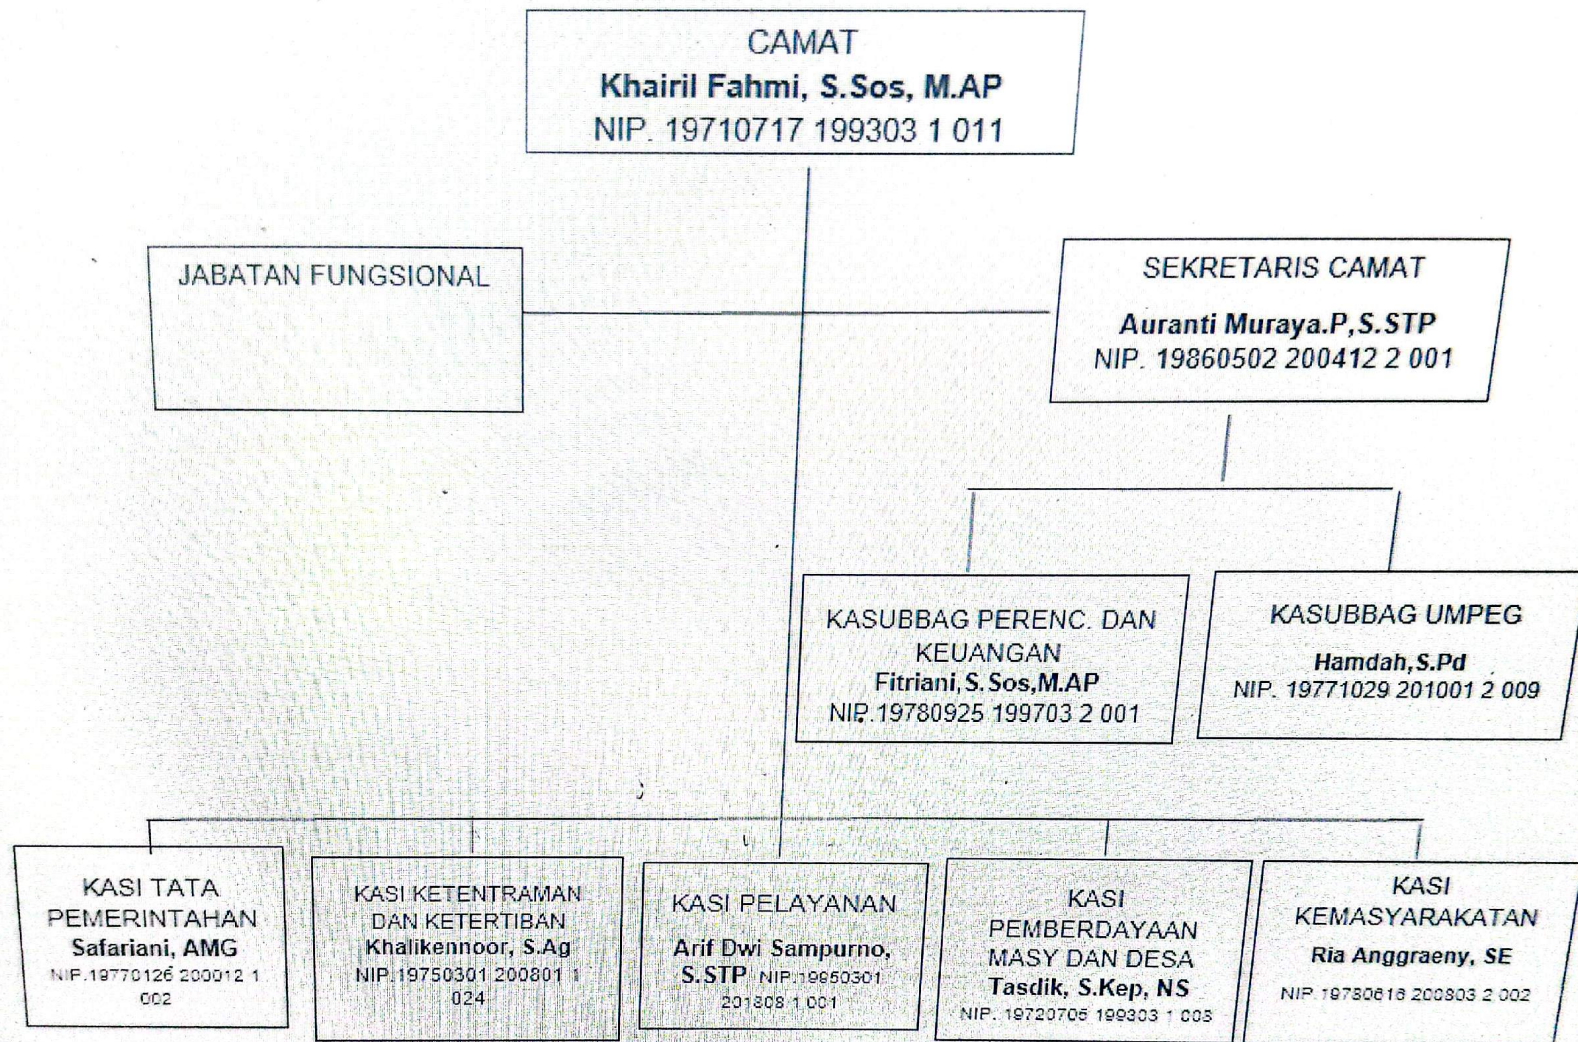 CAMAT
Khairil Fahmi, S.Sos, M.AP
NIP. 19710717 199303 1 011
JABATAN FUNGSIONAL
SEKRETARIS CAMAT
Auranti Muraya.P,S.STP
NIP. 19860502 200412 2 001
KASUBBAG PERENC. DAN
KEUANGAN
Fitriani,S.Sos,M.AP
NIP.19780925 199703 2 001
KASUBBAG UMPEG
Hamdah,S.Pd
NIP. 19771029 201001 2 009
KASI TATA
PEMERINTAHAN
Safariani, AMG
NIP.19770126 200012 1
002
KASI KETENTRAMAN
DAN KETERTIBAN
Khalikennoor, S.Ag
NIP.19750301 200801 1
024
KASI PELAYANAN
Arif Dwi Sampurno,
S.STP NIP.19950301
201808 1 001
KASI
PEMBERDAYAAN
MASY DAN DESA
Tasdik, S.Kep, NS
NIP. 19720705 199303 1 003
KASI
KEMASYARAKATAN
Ria Anggraeny, SE
NIP.19780616 200803 2 002